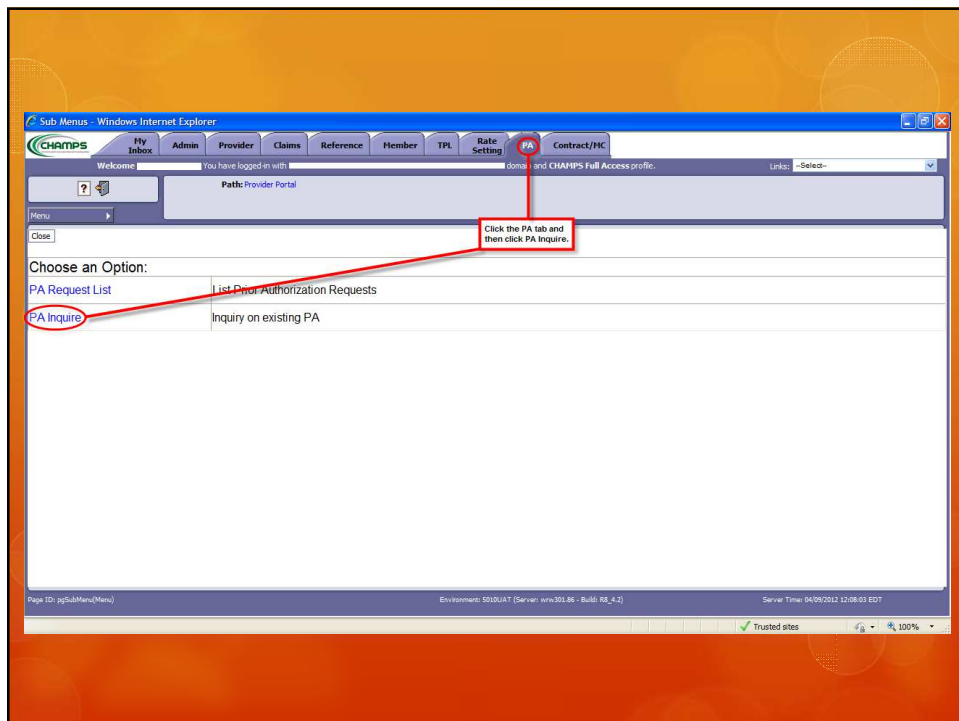 Sub Menus - Windows Internet Explorer
CHAMPS
My Inbox
Admin
Provider
Claims
Reference
Member
TPL
Rate Setting
PA
Contract/MC
Welcome
You have logged-in with
domain and CHAMPS Full Access profile.
Links: --Select--
?
Path: Provider Portal
Menu
Close
Click the PA tab and
then click PA Inquire.
Choose an Option:
PA Request List
List Prior Authorization Requests
PA Inquire
Inquiry on existing PA
Page ID: pgSubMenu(Menu)
Environment: 5010UAT (Server: wrw301.86 - Build: R8_4.2)
Server Time: 04/09/2012 12:08:03 EDT
Trusted sites
100%